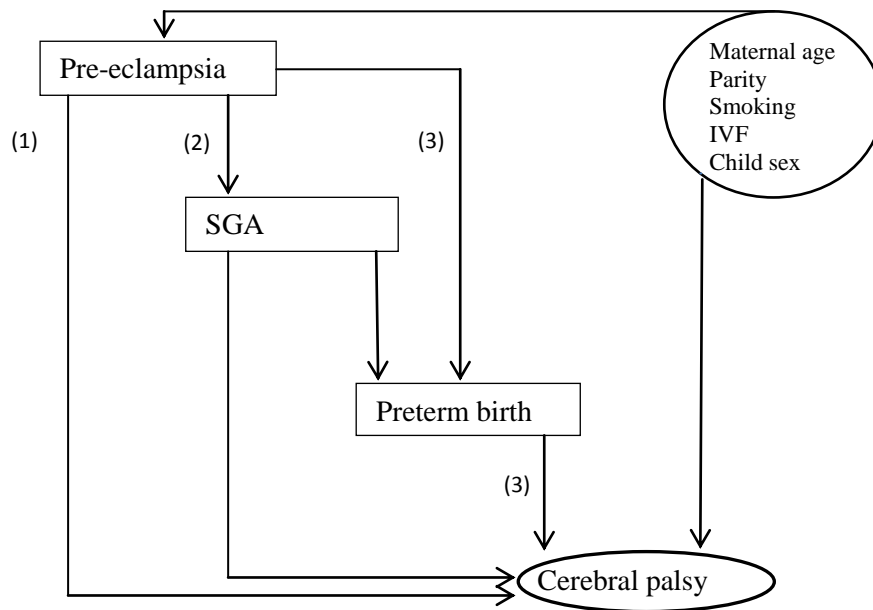 Pre-eclampsia
Maternal age
Parity
Smoking
IVF
Child sex
(1)
(2)
(3)
SGA
Preterm birth
(3)
Cerebral palsy